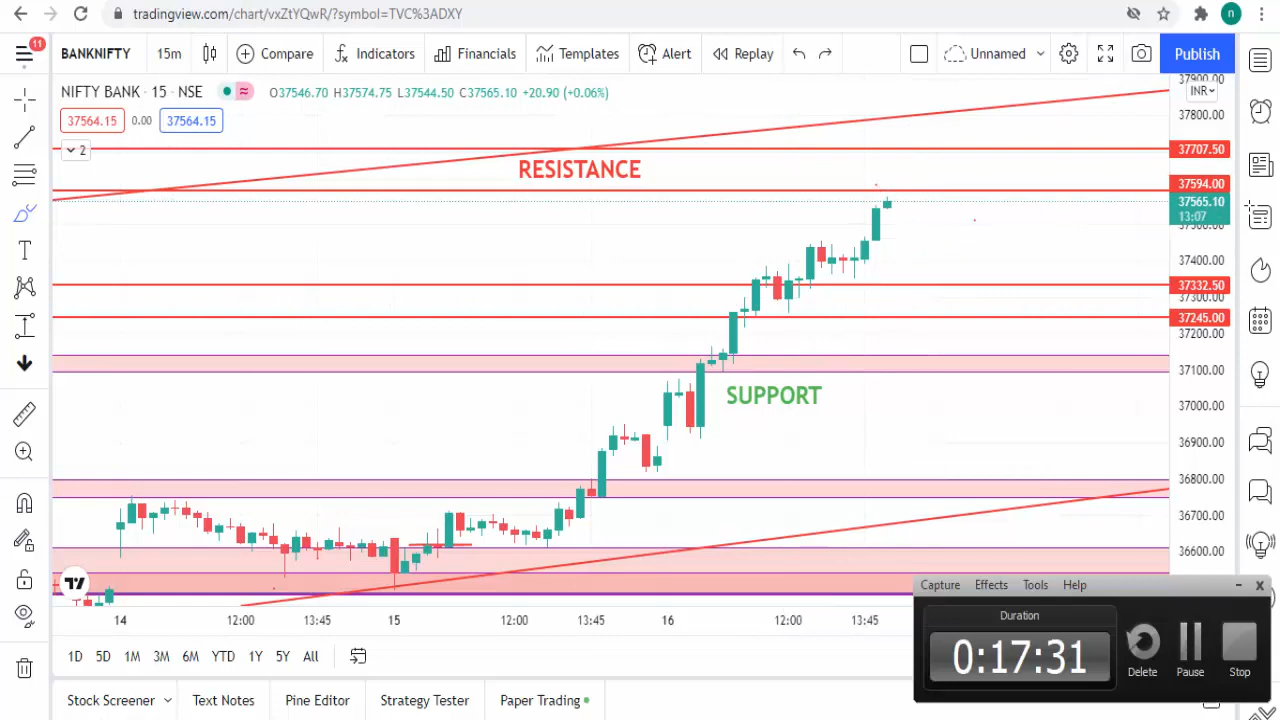 tradingview.com/chart/vxZtYQwR/?symbol=TVC%3ADXY
n
11
BANKNIFTY 15m Compare Indicators Financials Templates Alert Replay Unnamed Publish
NIFTY BANK · 15 · NSE ≈ O37546.70 H37574.75 L37544.50 C37565.10 +20.90 (+0.06%)
37564.15 0.00 37564.15
2
INR
37900.00
37800.00
37707.50
RESISTANCE
37594.00
37565.10
13:07
37500.00
37400.00
37332.50
37300.00
37245.00
37200.00
37100.00
SUPPORT
37000.00
36900.00
36800.00
36700.00
36600.00
14 12:00 13:45 15 12:00 13:45 16 12:00 13:45
1D 5D 1M 3M 6M YTD 1Y 5Y All
Stock Screener Text Notes Pine Editor Strategy Tester Paper Trading
Capture Effects Tools Help
Duration
0:17:31
Delete Pause Stop